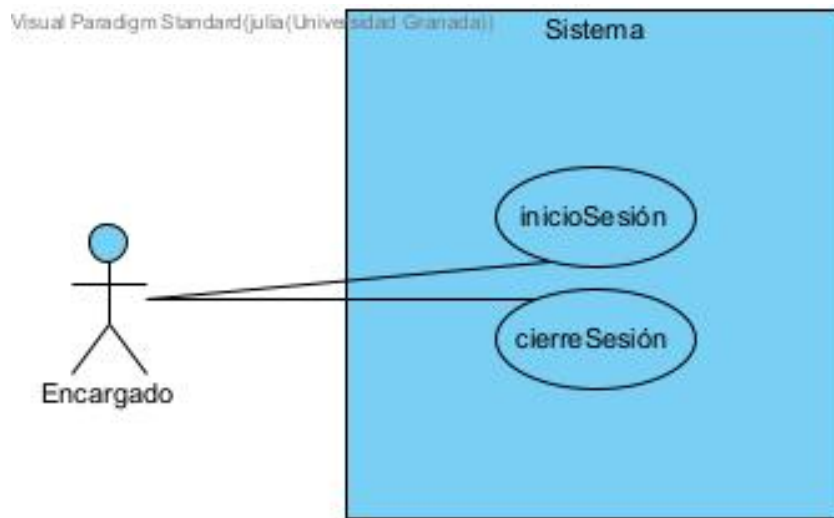 Visual Paradigm Standard(julia(Universidad Granada))
Sistema
inicioSesión
cierreSesión
Encargado